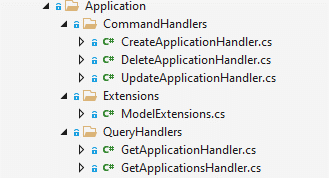 Application
CommandHandlers
C# CreateApplicationHandler.cs
C# DeleteApplicationHandler.cs
C# UpdateApplicationHandler.cs
Extensions
C# ModelExtensions.cs
QueryHandlers
C# GetApplicationHandler.cs
C# GetApplicationsHandler.cs